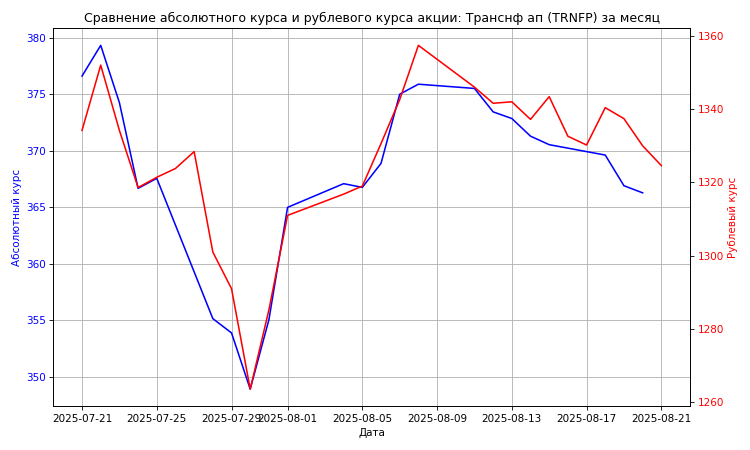 Сравнение абсолютного курса и рублевого курса акции: Транснф ап (TRNFP) за месяц
380
375
370
365
360
355
350
Абсолютный курс
1360
1340
1320
1300
1280
1260
Рублевый курс
2025-07-21 2025-07-25 2025-07-29 2025-08-01 2025-08-05 2025-08-09 2025-08-13 2025-08-17 2025-08-21
Дата